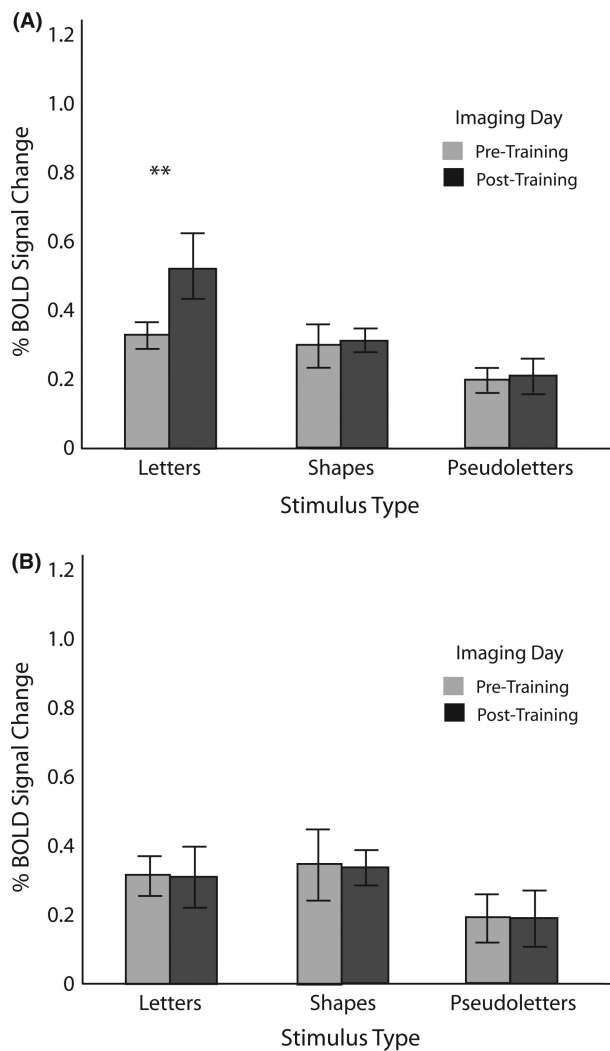 (A)
1.2
1.0
0.8
0.6
0.4
0.2
0
% BOLD Signal Change
**
Imaging Day
Pre-Training
Post-Training
Letters Shapes Pseudoletters
Stimulus Type
(B)
1.2
1.0
0.8
0.6
0.4
0.2
0
% BOLD Signal Change
Imaging Day
Pre-Training
Post-Training
Letters Shapes Pseudoletters
Stimulus Type